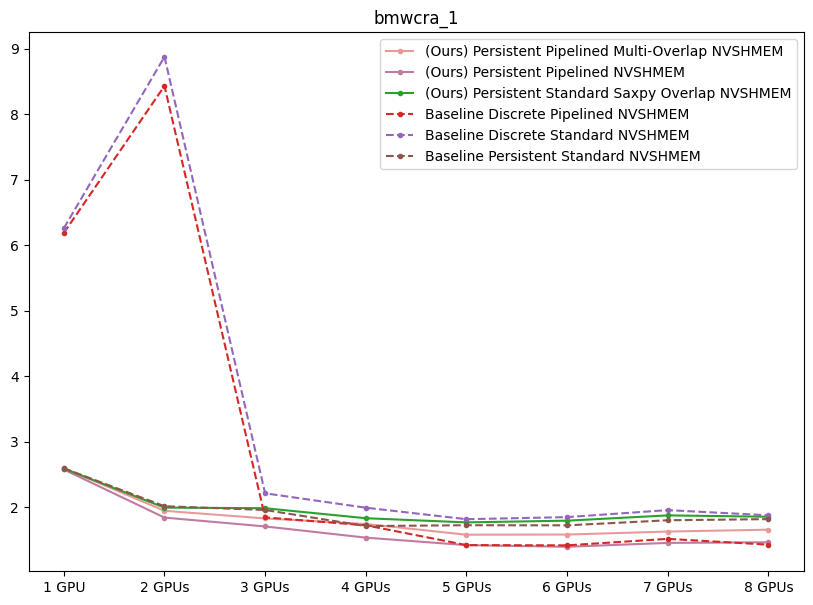 bmwcra_1
(Ours) Persistent Pipelined Multi-Overlap NVSHMEM
(Ours) Persistent Pipelined NVSHMEM
(Ours) Persistent Standard Saxpy Overlap NVSHMEM
Baseline Discrete Pipelined NVSHMEM
Baseline Discrete Standard NVSHMEM
Baseline Persistent Standard NVSHMEM
9
8
7
6
5
4
3
2
1 GPU 2 GPUs 3 GPUs 4 GPUs 5 GPUs 6 GPUs 7 GPUs 8 GPUs